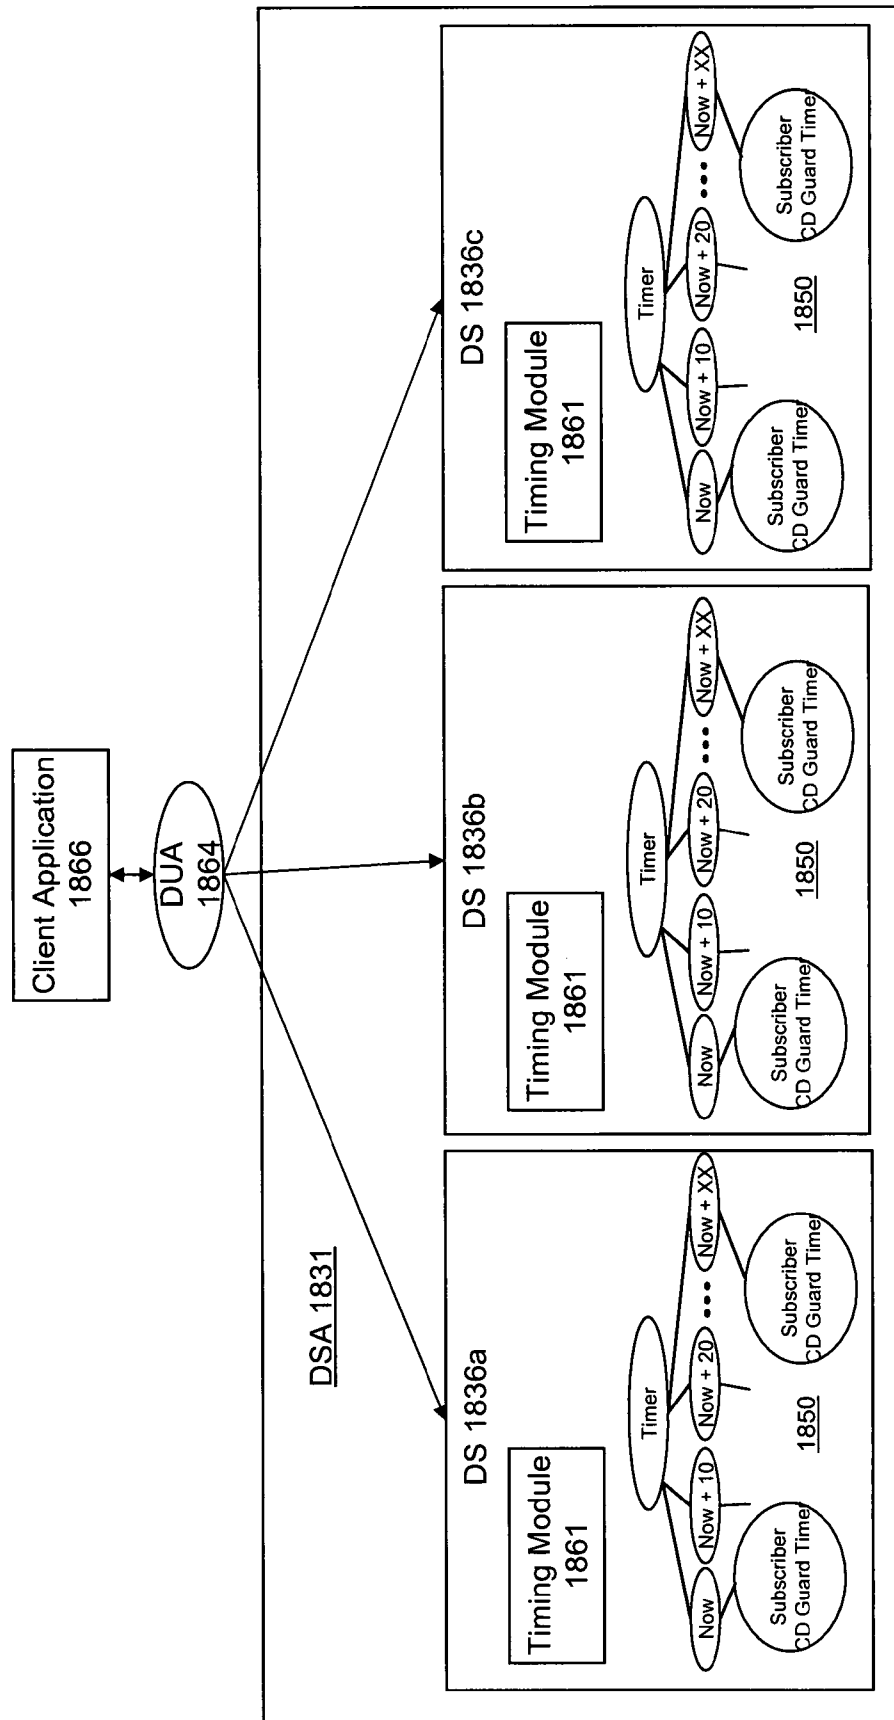 Client Application
1866
DUA
1864
DSA 1831
DS 1836a
Timing Module
1861
Timer
Now
Now + 10
Now + 20
Now + XX
Subscriber
CD Guard Timer
Subscriber
CD Guard Timer
1850
DS 1836b
Timing Module
1861
Timer
Now
Now + 10
Now + 20
Now + XX
Subscriber
CD Guard Timer
Subscriber
CD Guard Timer
1850
DS 1836c
Timing Module
1861
Timer
Now
Now + 10
Now + 20
Now + XX
Subscriber
CD Guard Timer
Subscriber
CD Guard Timer
1850